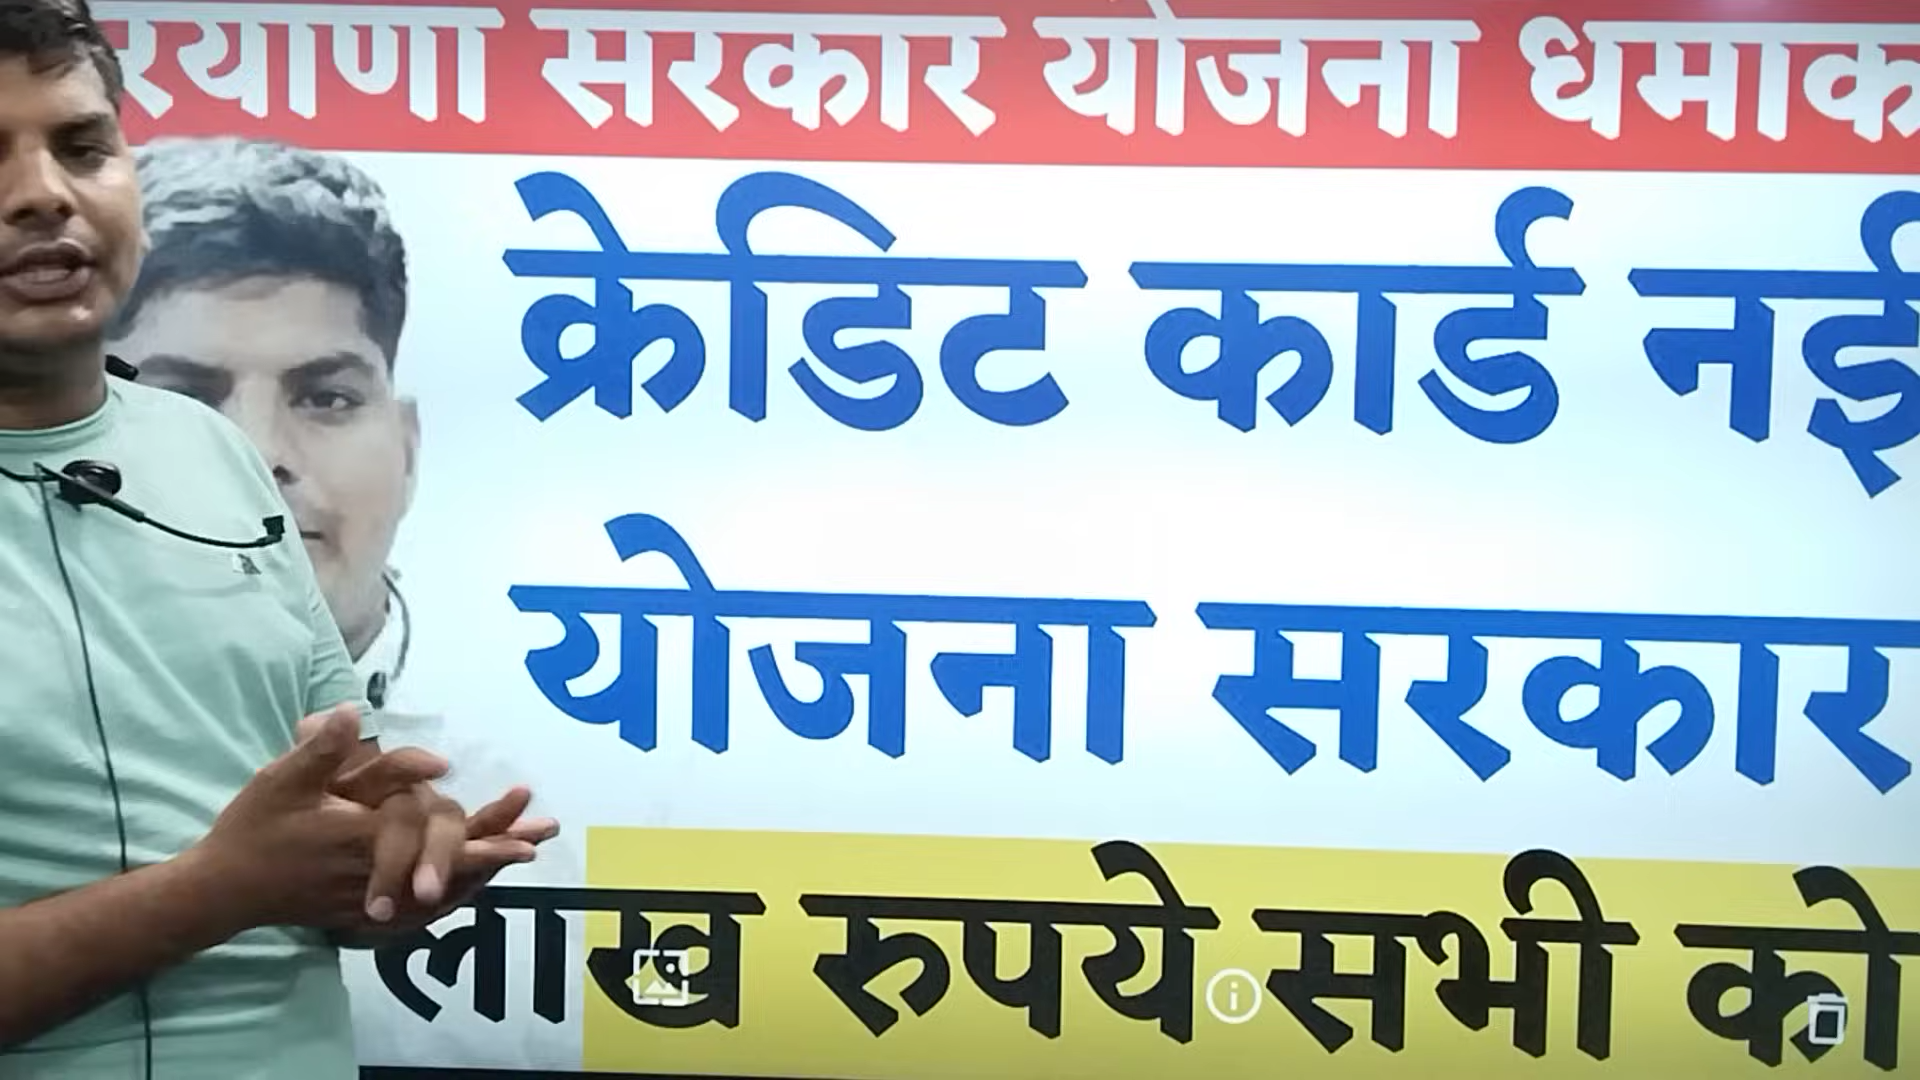 रयाणा सरकार योजना धमाक
क्रेडिट कार्ड नई
योजना सरकार
लाख रुपये सभी को